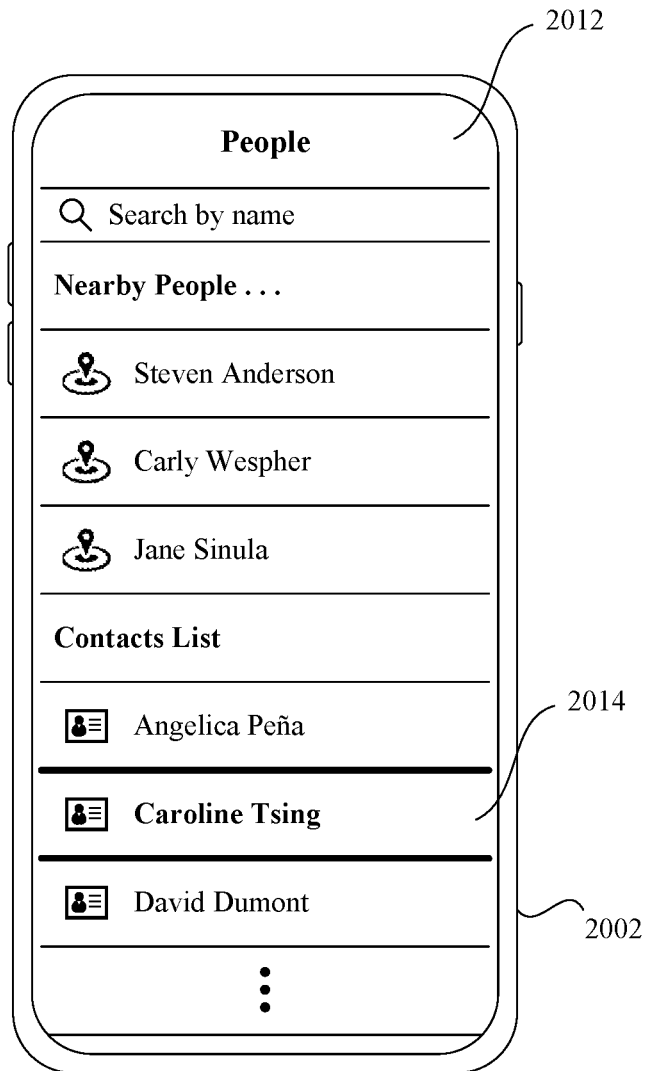 2012
People
Search by name
Nearby People . . .
Steven Anderson
Carly Wespher
Jane Sinula
Contacts List
2014
Angelica Peña
Caroline Tsing
David Dumont
2002